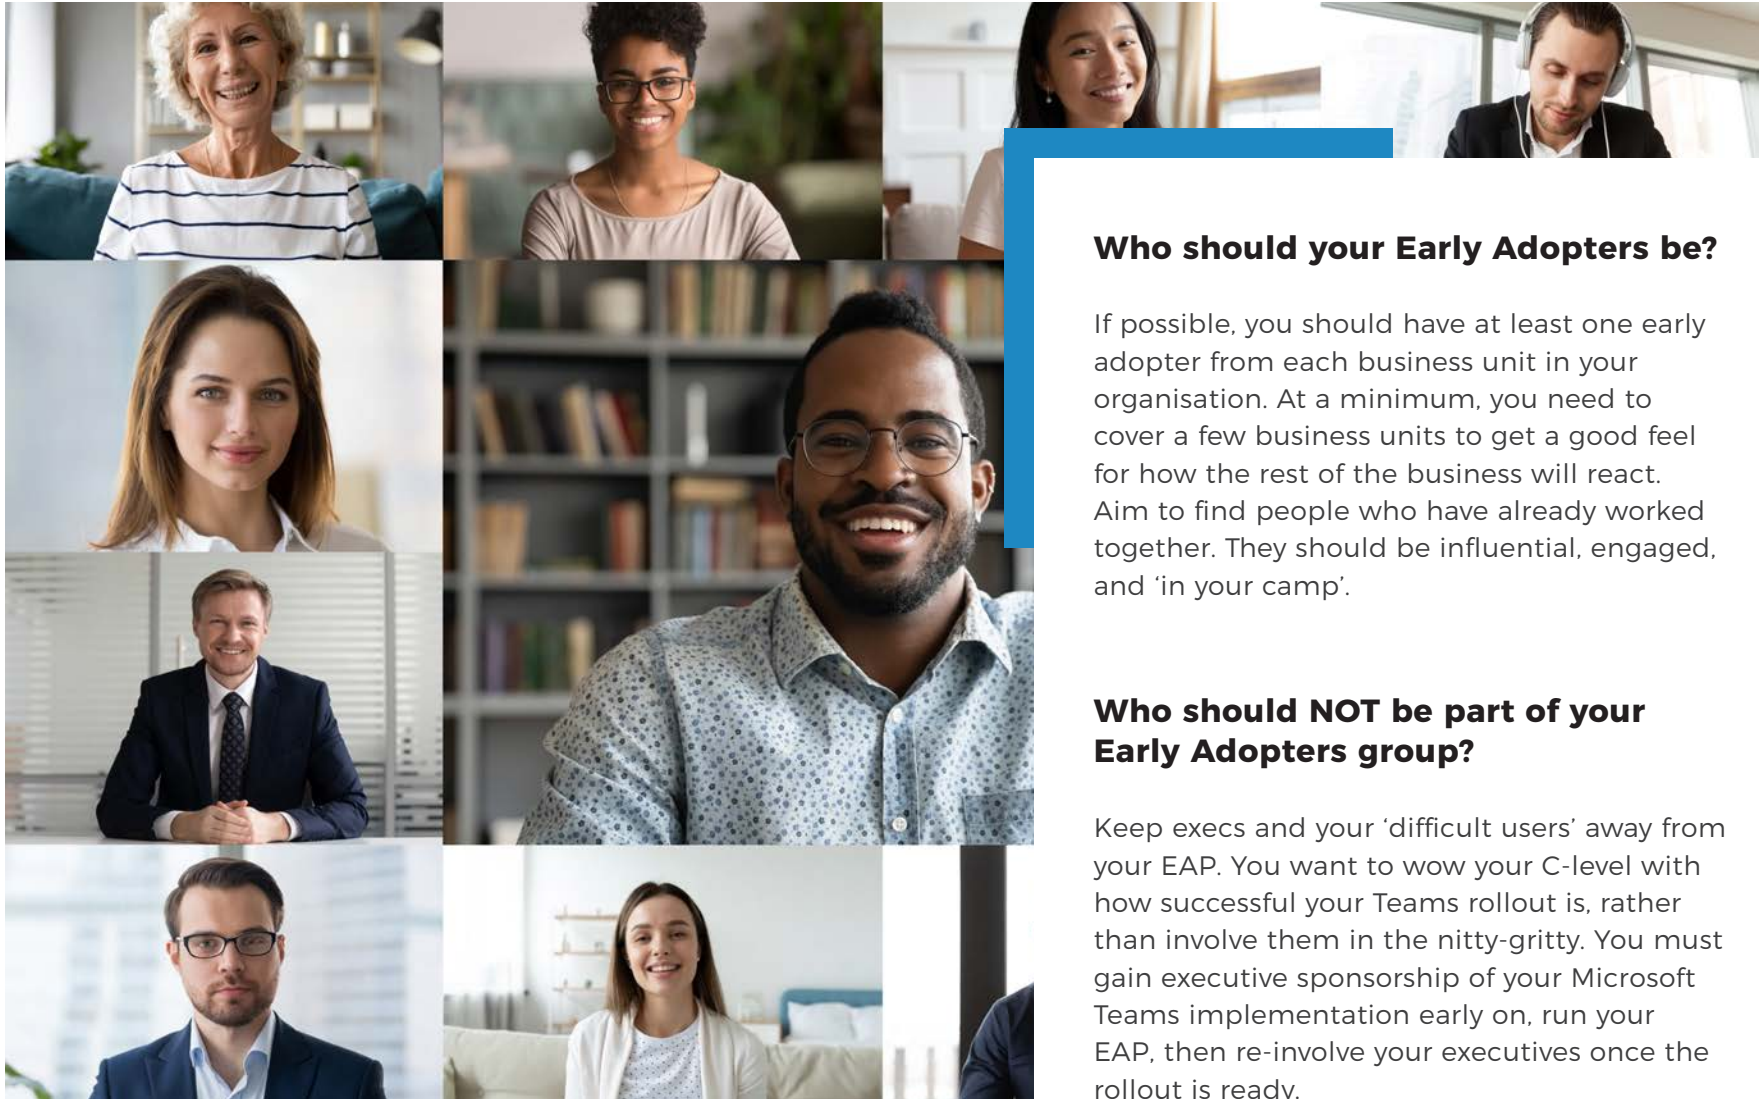 Who should your Early Adopters be?
If possible, you should have at least one early
adopter from each business unit in your
organisation. At a minimum, you need to
cover a few business units to get a good feel
for how the rest of the business will react.
Aim to find people who have already worked
together. They should be influential, engaged,
and ‘in your camp’.
Who should NOT be part of your
Early Adopters group?
Keep execs and your ‘difficult users’ away from
your EAP. You want to wow your C-level with
how successful your Teams rollout is, rather
than involve them in the nitty-gritty. You must
gain executive sponsorship of your Microsoft
Teams implementation early on, run your
EAP, then re-involve your executives once the
rollout is ready.